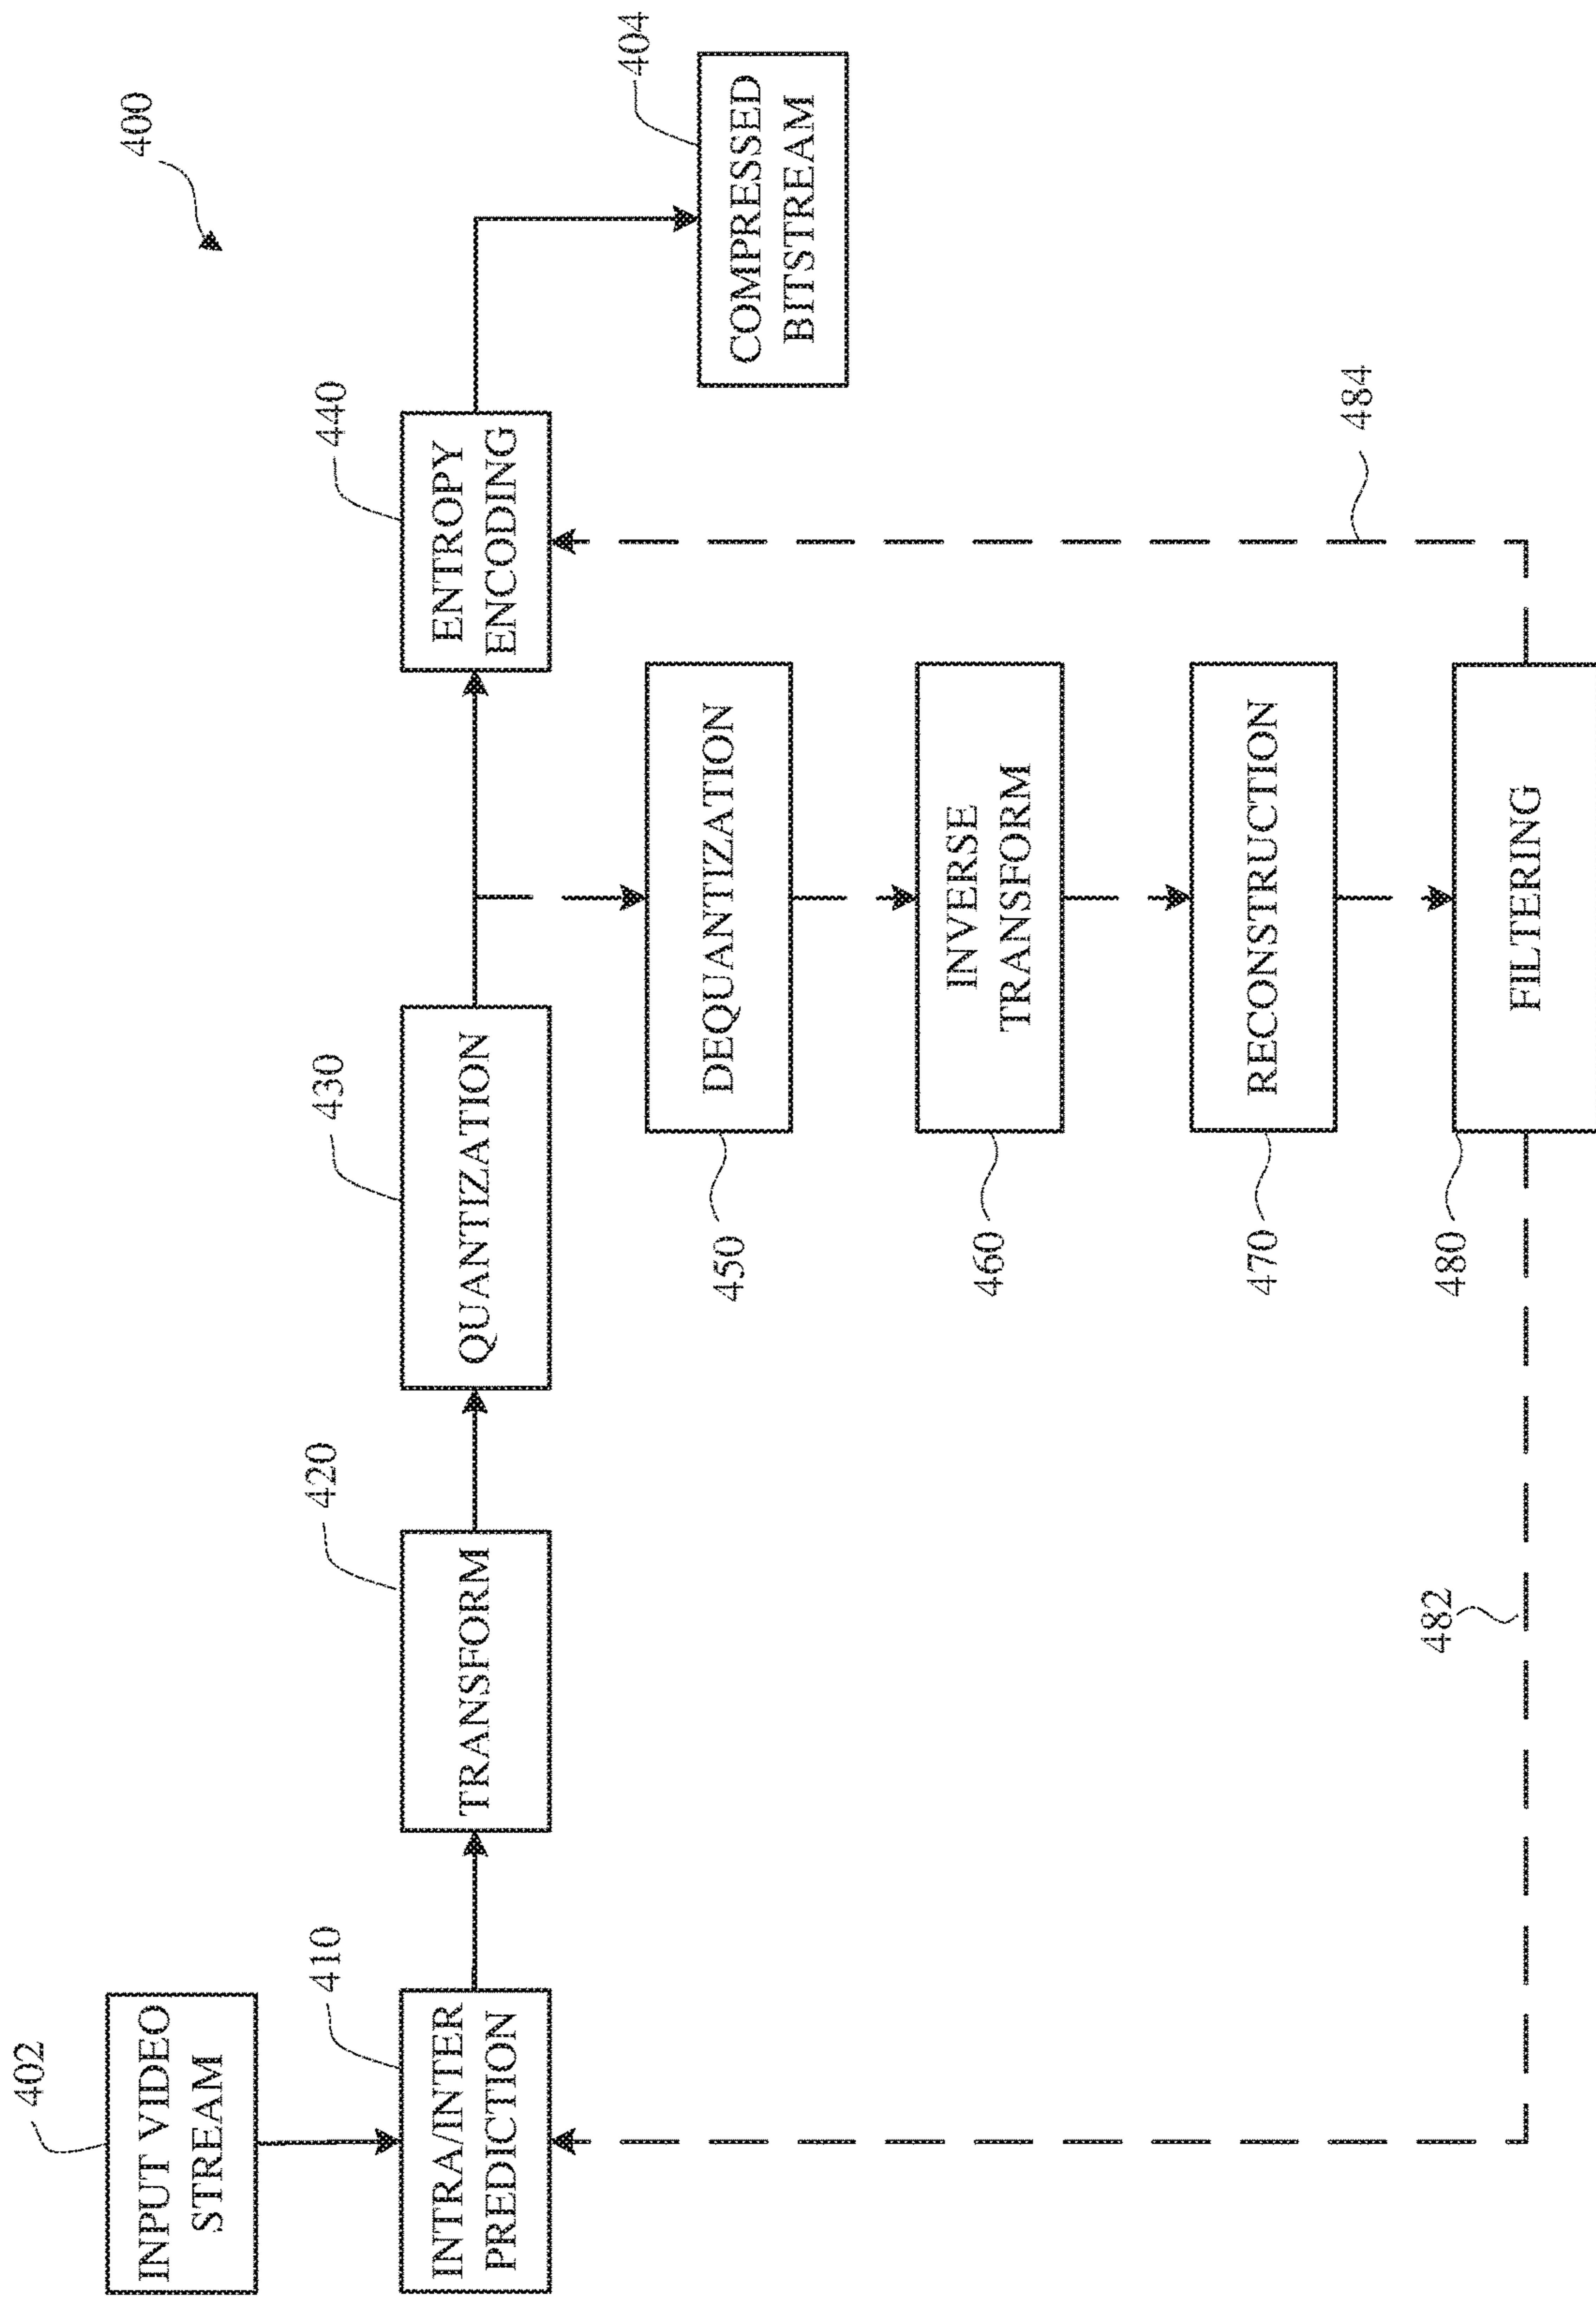 400
402
INPUT VIDEO
STREAM
410
INTRA/INTER
PREDICTION
420
TRANSFORM
430
QUANTIZATION
440
ENTROPY
ENCODING
404
COMPRESSED
BITSTREAM
450
DEQUANTIZATION
460
INVERSE
TRANSFORM
470
RECONSTRUCTION
480
FILTERING
482
484